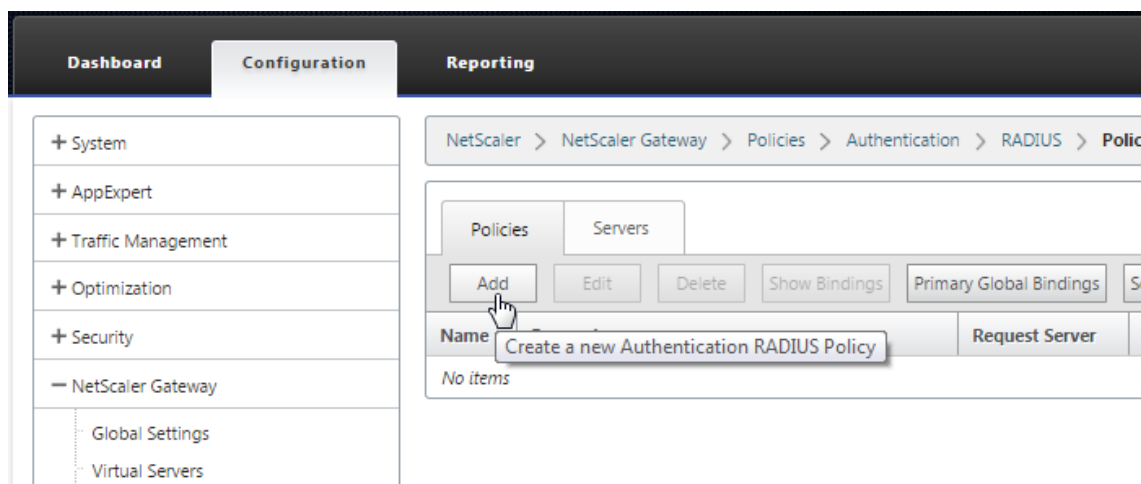 Dashboard Configuration Reporting
+ System
+ AppExpert
+ Traffic Management
+ Optimization
+ Security
− NetScaler Gateway
Global Settings
Virtual Servers
NetScaler > NetScaler Gateway > Policies > Authentication > RADIUS >
Policies Servers
Add Edit Delete Show Bindings Primary Global Bindings
Name Request Server
Create a new Authentication RADIUS Policy
No items